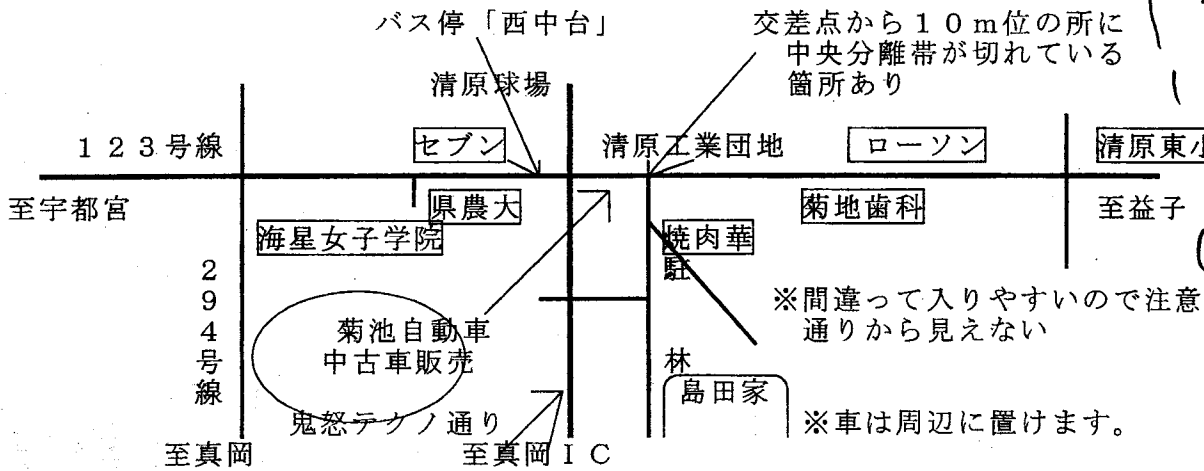 バス停「西中台」
交差点から１０ｍ位の所に
中央分離帯が切れている
箇所あり
清原球場
１２３号線
セブン
清原工業団地
ローソン
清原東小
至宇都宮
県農大
菊地歯科
至益子
海星女子学院
焼肉華
駐
２９４号線
※間違って入りやすいので注意
通りから見えない
菊池自動車
中古車販売
林
島田家
鬼怒テクノ通り
※車は周辺に置けます。
至真岡
至真岡ＩＣ